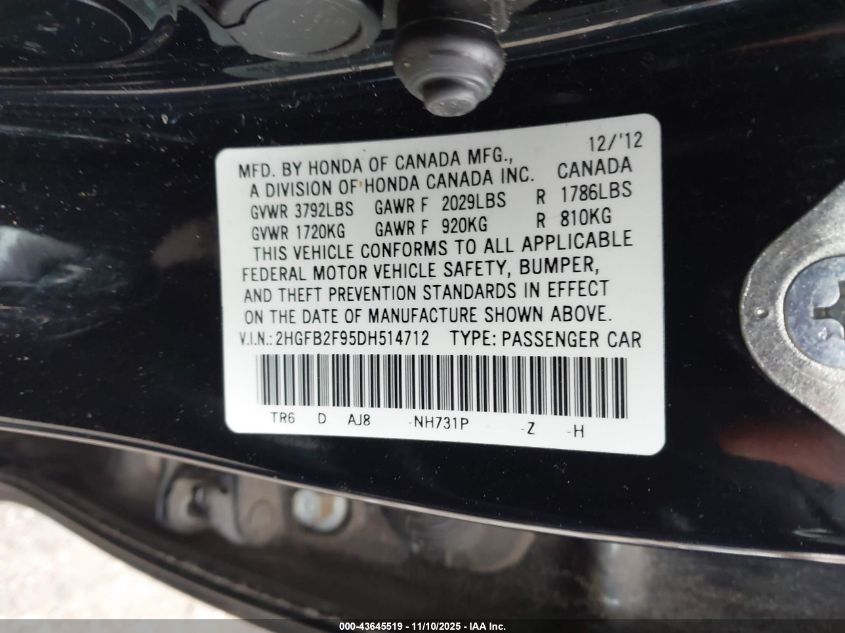 12/'12
MFD. BY HONDA OF CANADA MFG.,
A DIVISION OF HONDA CANADA INC. CANADA
GVWR 3792LBS GAWR F 2029LBS R 1786LBS
GVWR 1720KG GAWR F 920KG R 810KG
THIS VEHICLE CONFORMS TO ALL APPLICABLE
FEDERAL MOTOR VEHICLE SAFETY, BUMPER,
AND THEFT PREVENTION STANDARDS IN EFFECT
ON THE DATE OF MANUFACTURE SHOWN ABOVE.
V.I.N.: 2HGFB2F95DH514712 TYPE: PASSENGER CAR
TR6 D AJ8 -NH731P -Z -H
000-43645519 - 11/10/2025 - IAA Inc.